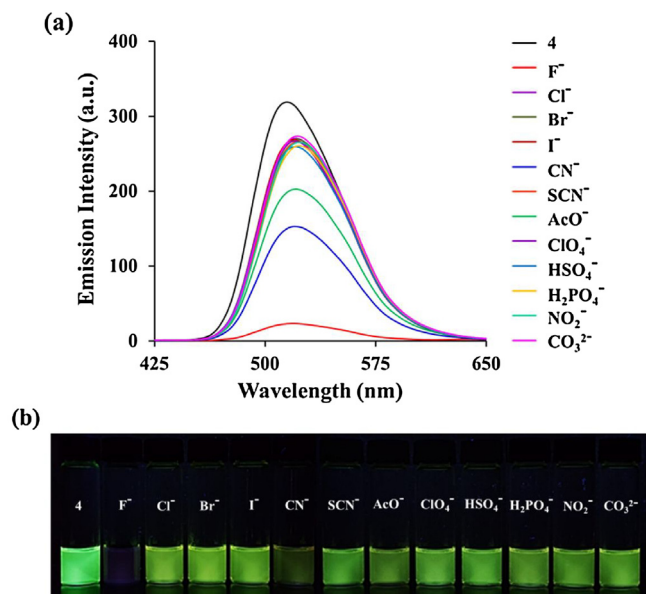 (a)
400
300
200
100
0
Emission Intensity (a.u.)
425 500 575 650
Wavelength (nm)
4
F⁻
Cl⁻
Br⁻
I⁻
CN⁻
SCN⁻
AcO⁻
ClO₄⁻
HSO₄⁻
H₂PO₄⁻
NO₂⁻
CO₃²⁻
(b)
4 F⁻ Cl⁻ Br⁻ I⁻ CN⁻ SCN⁻ AcO⁻ ClO₄⁻ HSO₄⁻ H₂PO₄⁻ NO₂⁻ CO₃²⁻